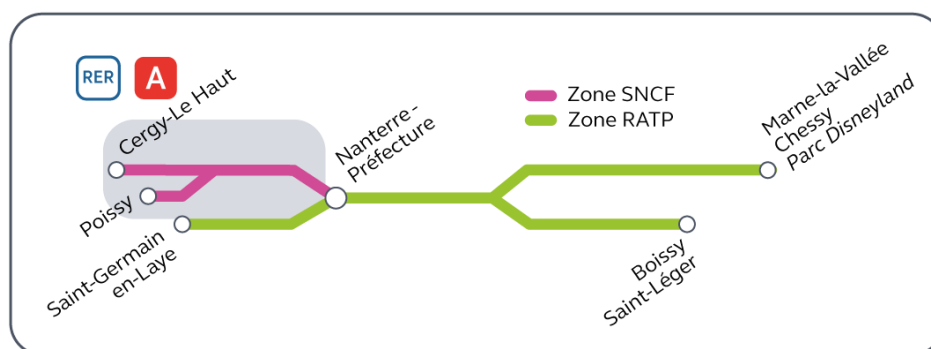 RER A
Cergy-Le Haut
Poissy
Saint-Germain
en-Laye
Nanterre -
Préfecture
Zone SNCF
Zone RATP
Marne-la-Vallée
Chessy
Parc Disneyland
Boissy
Saint-Léger